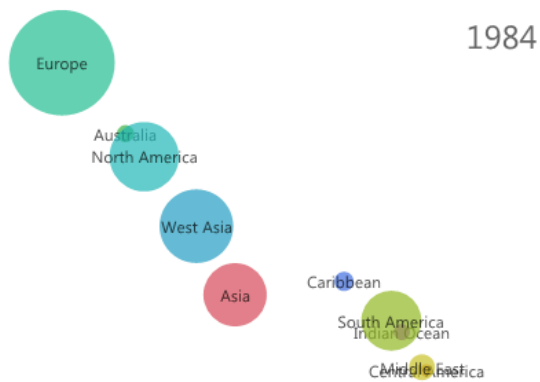 1984
Europe
Australia
North America
West Asia
Asia
Caribbean
South America
Indian Ocean
Middle East
Central America